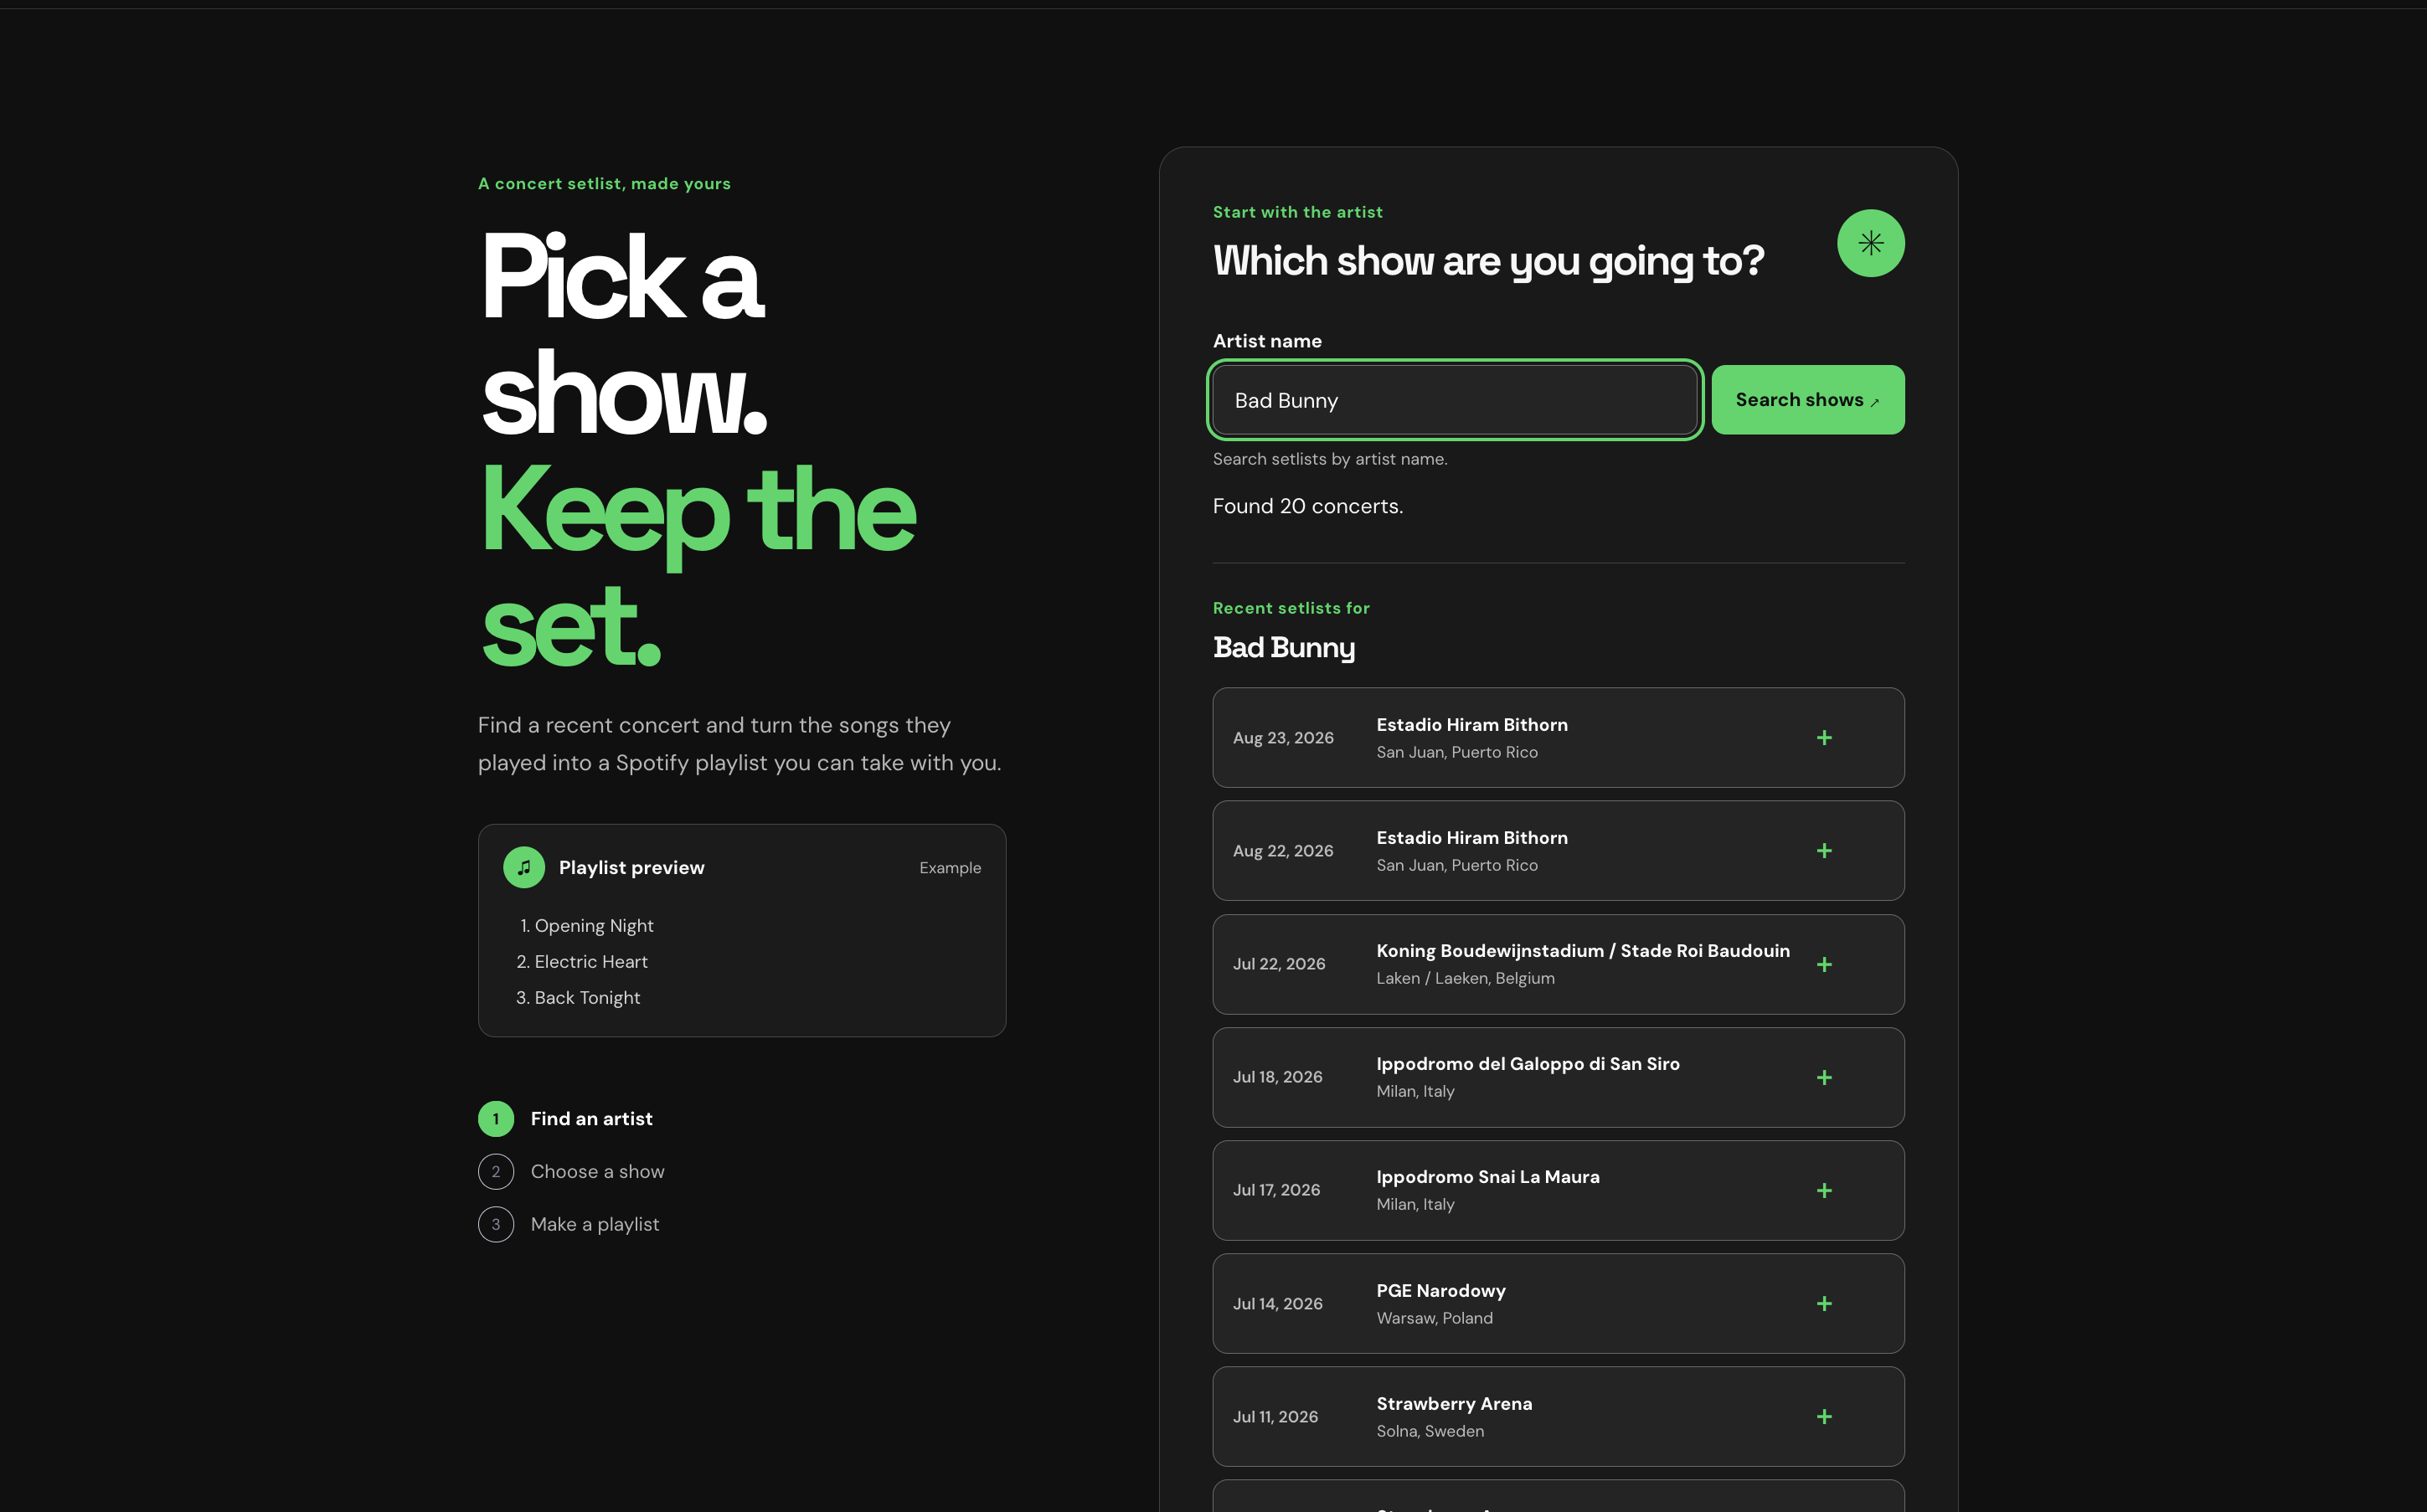 A concert setlist, made yours
Pick a
show.
Keep the
set.
Find a recent concert and turn the songs they
played into a Spotify playlist you can take with you.
Playlist preview
Example
1. Opening Night
2. Electric Heart
3. Back Tonight
1 Find an artist
2 Choose a show
3 Make a playlist
Start with the artist
Which show are you going to?
Artist name
Bad Bunny
Search shows ↗
Search setlists by artist name.
Found 20 concerts.
Recent setlists for
Bad Bunny
Aug 23, 2026
Estadio Hiram Bithorn
San Juan, Puerto Rico
+
Aug 22, 2026
Estadio Hiram Bithorn
San Juan, Puerto Rico
+
Jul 22, 2026
Koning Boudewijnstadium / Stade Roi Baudouin
Laken / Laeken, Belgium
+
Jul 18, 2026
Ippodromo del Galoppo di San Siro
Milan, Italy
+
Jul 17, 2026
Ippodromo Snai La Maura
Milan, Italy
+
Jul 14, 2026
PGE Narodowy
Warsaw, Poland
+
Jul 11, 2026
Strawberry Arena
Solna, Sweden
+